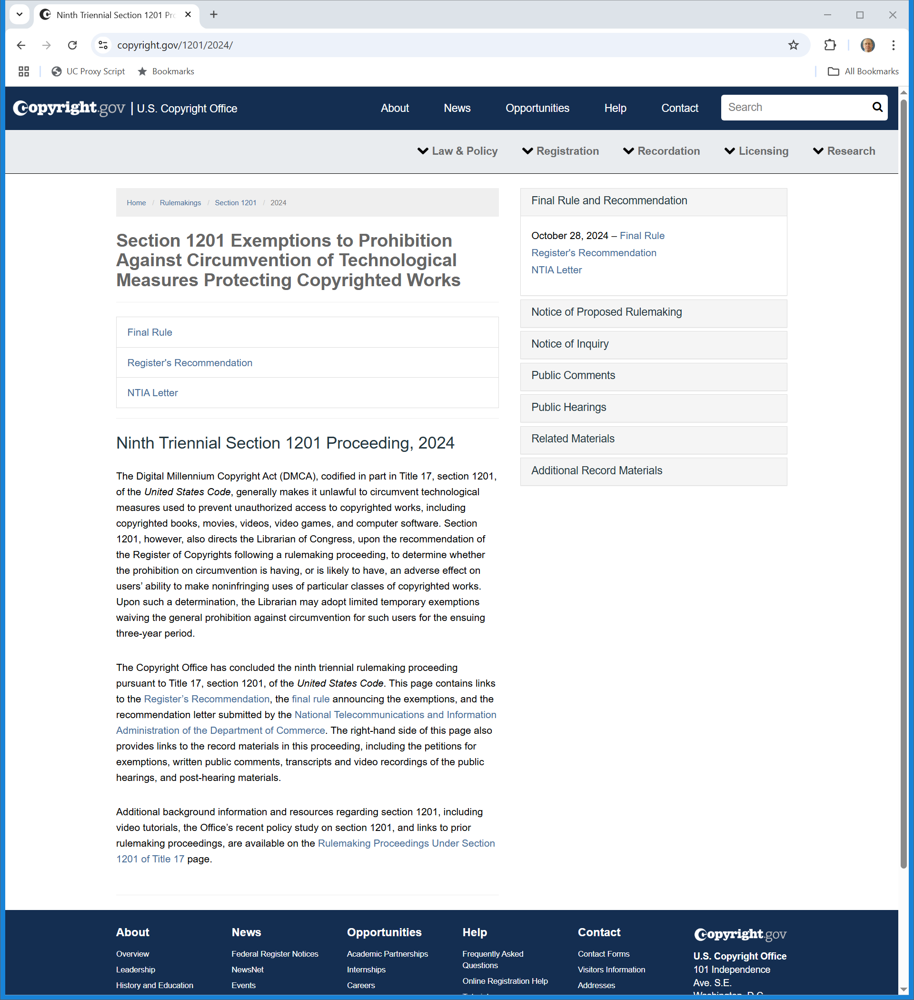 Ninth Triennial Section 1201 Pro
copyright.gov/1201/2024/
UC Proxy Script
Bookmarks
All Bookmarks
Copyright.gov | U.S. Copyright Office
About
News
Opportunities
Help
Contact
Search
Law & Policy
Registration
Recordation
Licensing
Research
Home / Rulemakings / Section 1201 / 2024
Section 1201 Exemptions to Prohibition
Against Circumvention of Technological
Measures Protecting Copyrighted Works
Final Rule
Register's Recommendation
NTIA Letter
Ninth Triennial Section 1201 Proceeding, 2024
The Digital Millennium Copyright Act (DMCA), codified in part in Title 17, section 1201,
of the United States Code, generally makes it unlawful to circumvent technological
measures used to prevent unauthorized access to copyrighted works, including
copyrighted books, movies, videos, video games, and computer software. Section
1201, however, also directs the Librarian of Congress, upon the recommendation of
the Register of Copyrights following a rulemaking proceeding, to determine whether
the prohibition on circumvention is having, or is likely to have, an adverse effect on
users’ ability to make noninfringing uses of particular classes of copyrighted works.
Upon such a determination, the Librarian may adopt limited temporary exemptions
waiving the general prohibition against circumvention for such users for the ensuing
three-year period.
The Copyright Office has concluded the ninth triennial rulemaking proceeding
pursuant to Title 17, section 1201, of the United States Code. This page contains links
to the Register’s Recommendation, the final rule announcing the exemptions, and the
recommendation letter submitted by the National Telecommunications and Information
Administration of the Department of Commerce. The right-hand side of this page also
provides links to the record materials in this proceeding, including the petitions for
exemptions, written public comments, transcripts and video recordings of the public
hearings, and post-hearing materials.
Additional background information and resources regarding section 1201, including
video tutorials, the Office’s recent policy study on section 1201, and links to prior
rulemaking proceedings, are available on the Rulemaking Proceedings Under Section
1201 of Title 17 page.
Final Rule and Recommendation
October 28, 2024 – Final Rule
Register's Recommendation
NTIA Letter
Notice of Proposed Rulemaking
Notice of Inquiry
Public Comments
Public Hearings
Related Materials
Additional Record Materials
About
Overview
Leadership
History and Education
News
Federal Register Notices
NewsNet
Events
Opportunities
Academic Partnerships
Internships
Careers
Help
Frequently Asked
Questions
Online Registration Help
Contact
Contact Forms
Visitors Information
Addresses
Copyright.gov
U.S. Copyright Office
101 Independence
Ave. S.E.
Washington, D.C.